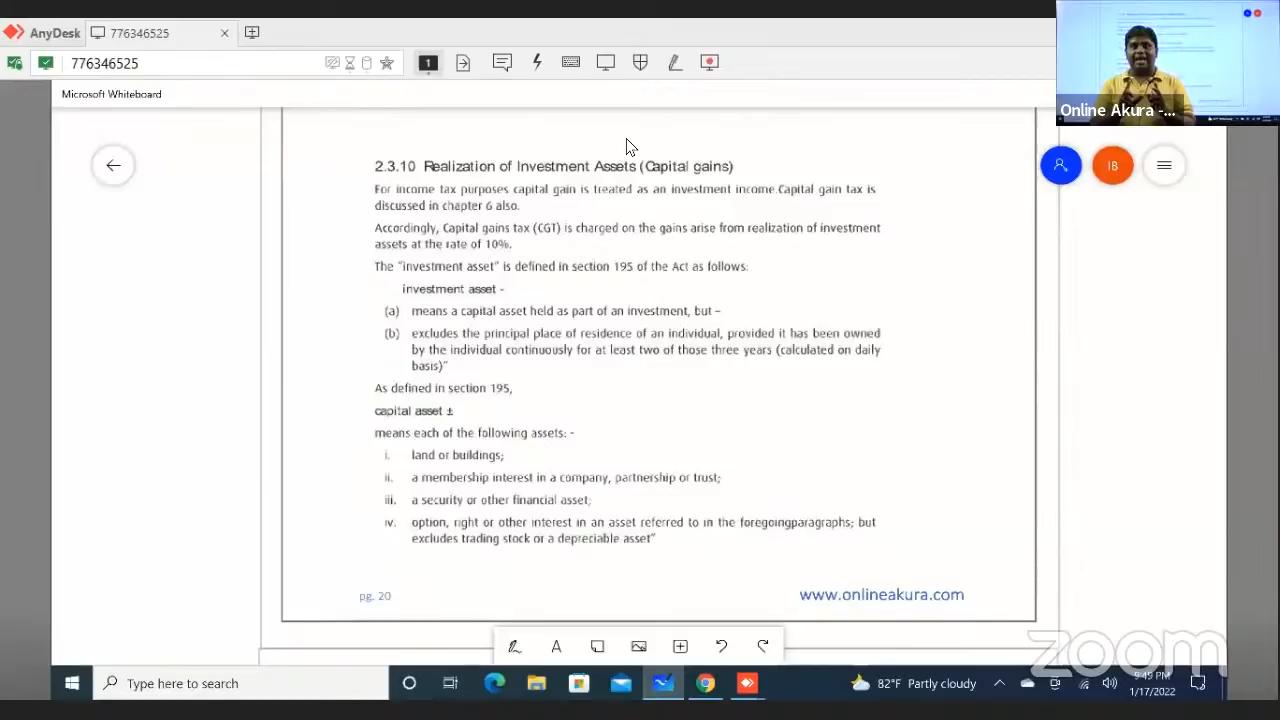 AnyDesk
776346525
776346525
1
Microsoft Whiteboard
Online Akura -...
IB
2.3.10 Realization of Investment Assets (Capital gains)
For income tax purposes capital gain is treated as an investment income.Capital gain tax is
discussed in chapter 6 also.
Accordingly, Capital gains tax (CGT) is charged on the gains arise from realization of investment
assets at the rate of 10%.
The "investment asset" is defined in section 195 of the Act as follows:
investment asset -
(a) means a capital asset held as part of an investment, but –
(b) excludes the principal place of residence of an individual, provided it has been owned
by the individual continuously for at least two of those three years (calculated on daily
basis)"
As defined in section 195,
capital asset ±
means each of the following assets: -
i. land or buildings;
ii. a membership interest in a company, partnership or trust;
iii. a security or other financial asset;
iv. option, right or other interest in an asset referred to in the foregoingparagraphs; but
excludes trading stock or a depreciable asset"
pg. 20
www.onlineakura.com
zoom
Type here to search
82°F Partly cloudy
9:49 PM
1/17/2022